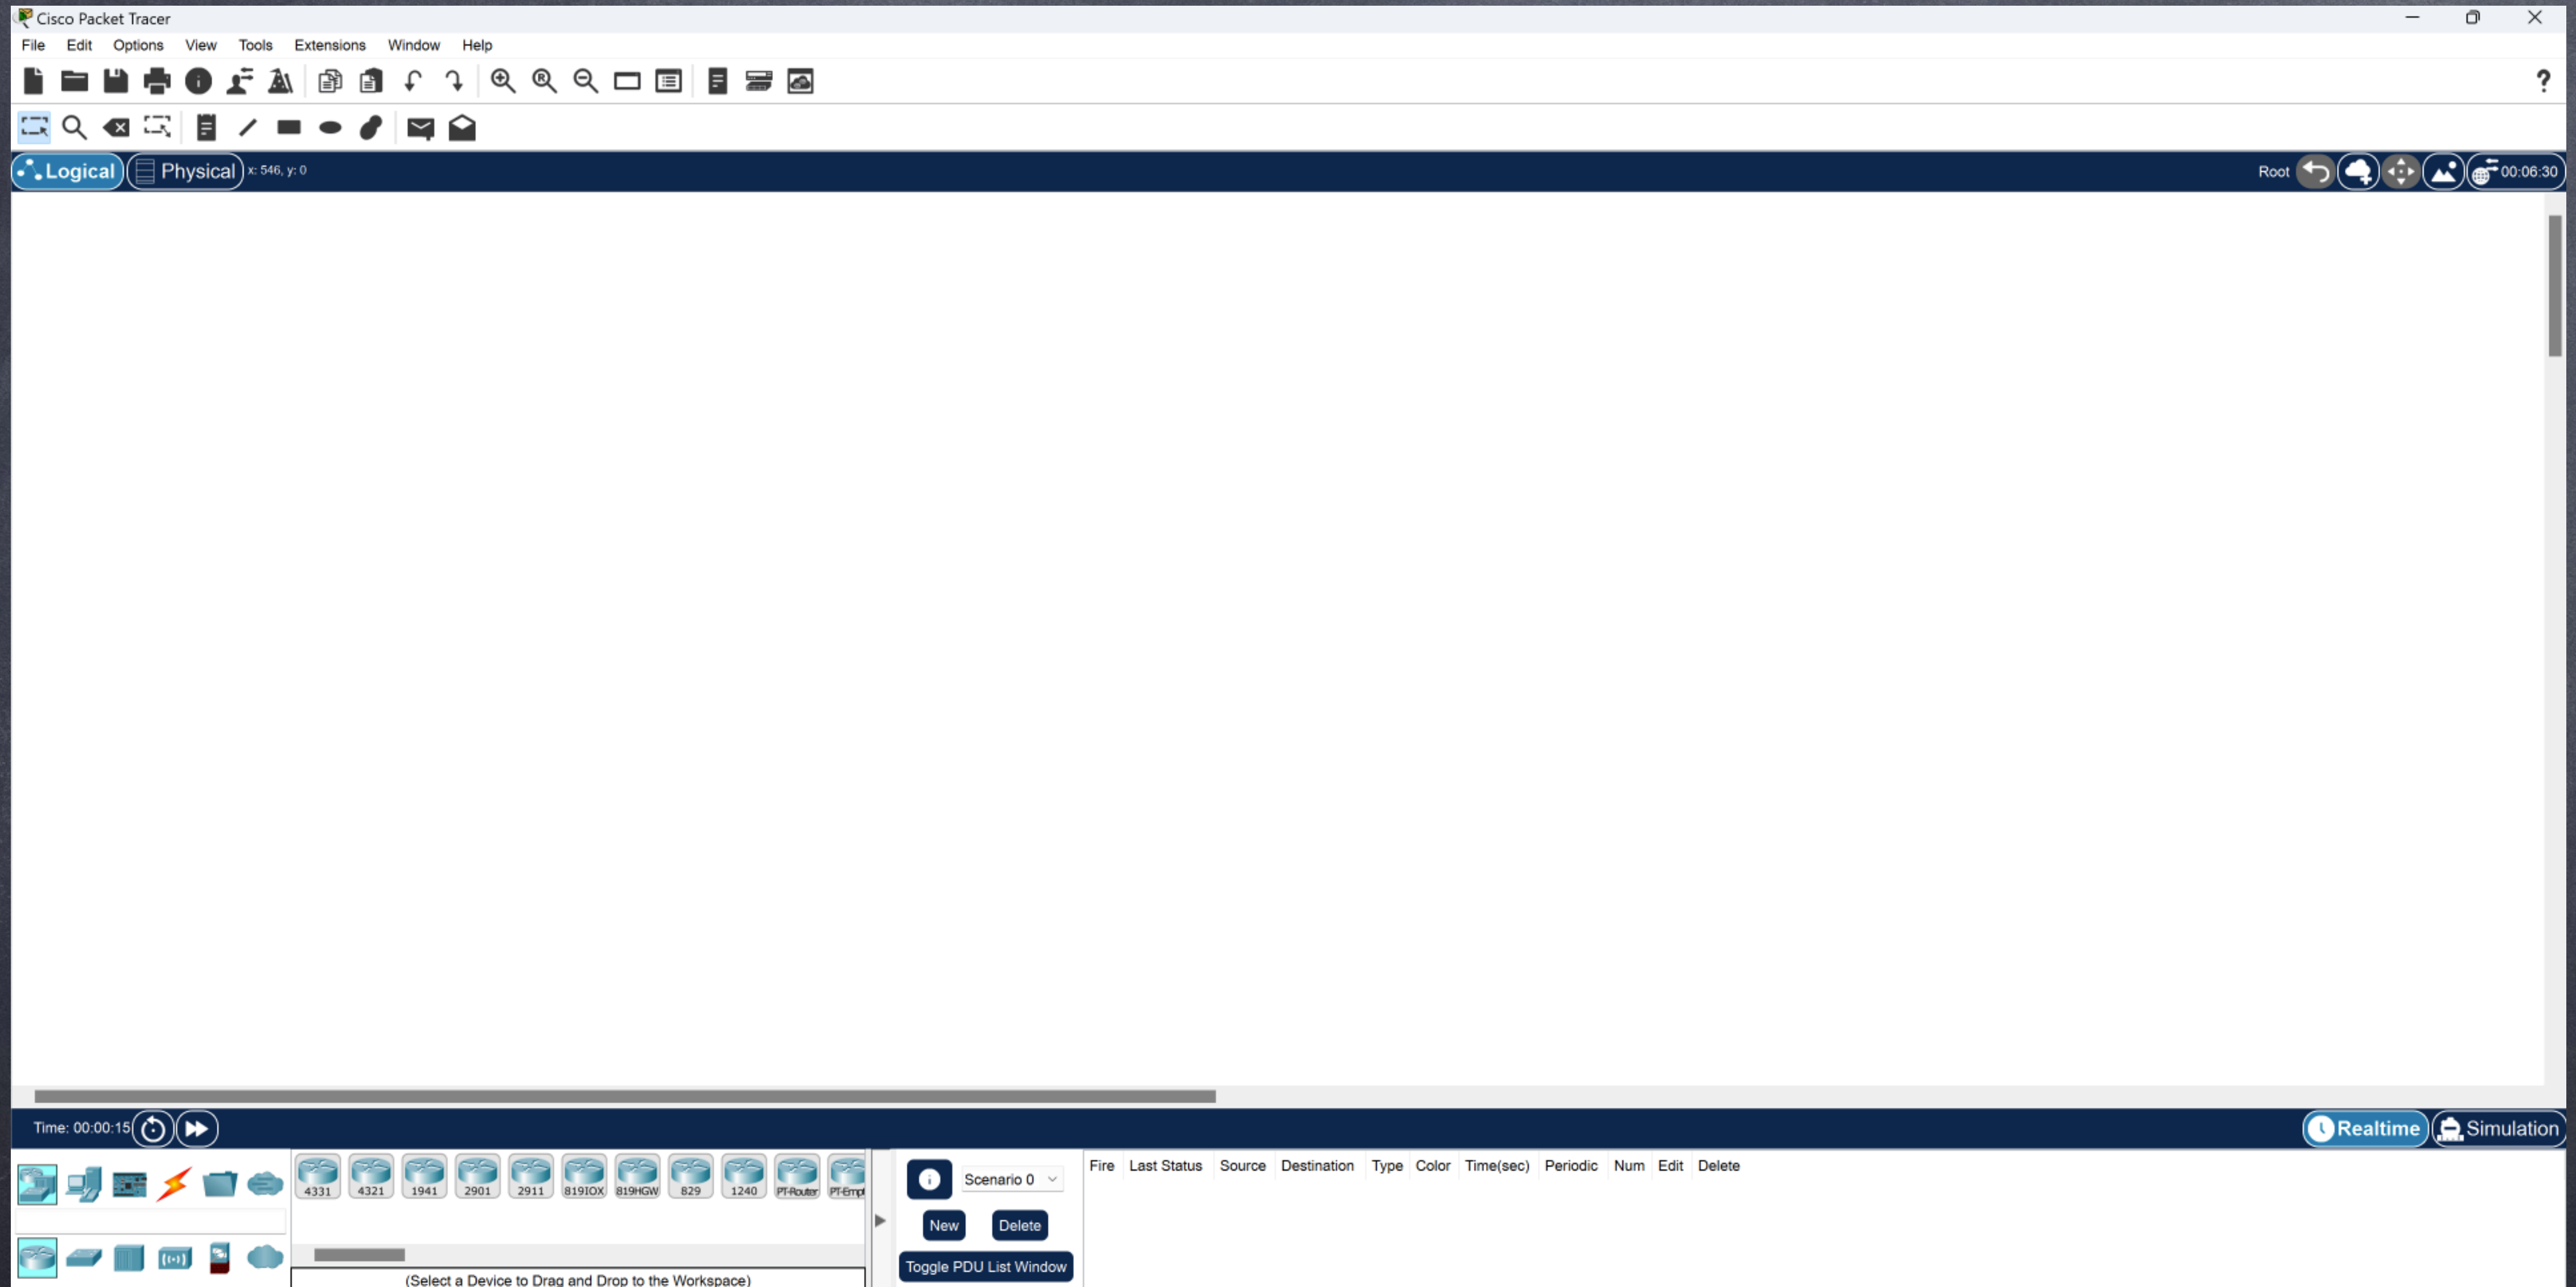 Cisco Packet Tracer
File Edit Options View Tools Extensions Window Help
Logical Physical x: 546, y: 0 Root 00:06:30
Time: 00:00:15 Realtime Simulation
4331 4321 1941 2901 2911 819IOX 819HGW 829 1240 PT-Router PT-Empt
(Select a Device to Drag and Drop to the Workspace)
Scenario 0
New Delete
Toggle PDU List Window
Fire Last Status Source Destination Type Color Time(sec) Periodic Num Edit Delete